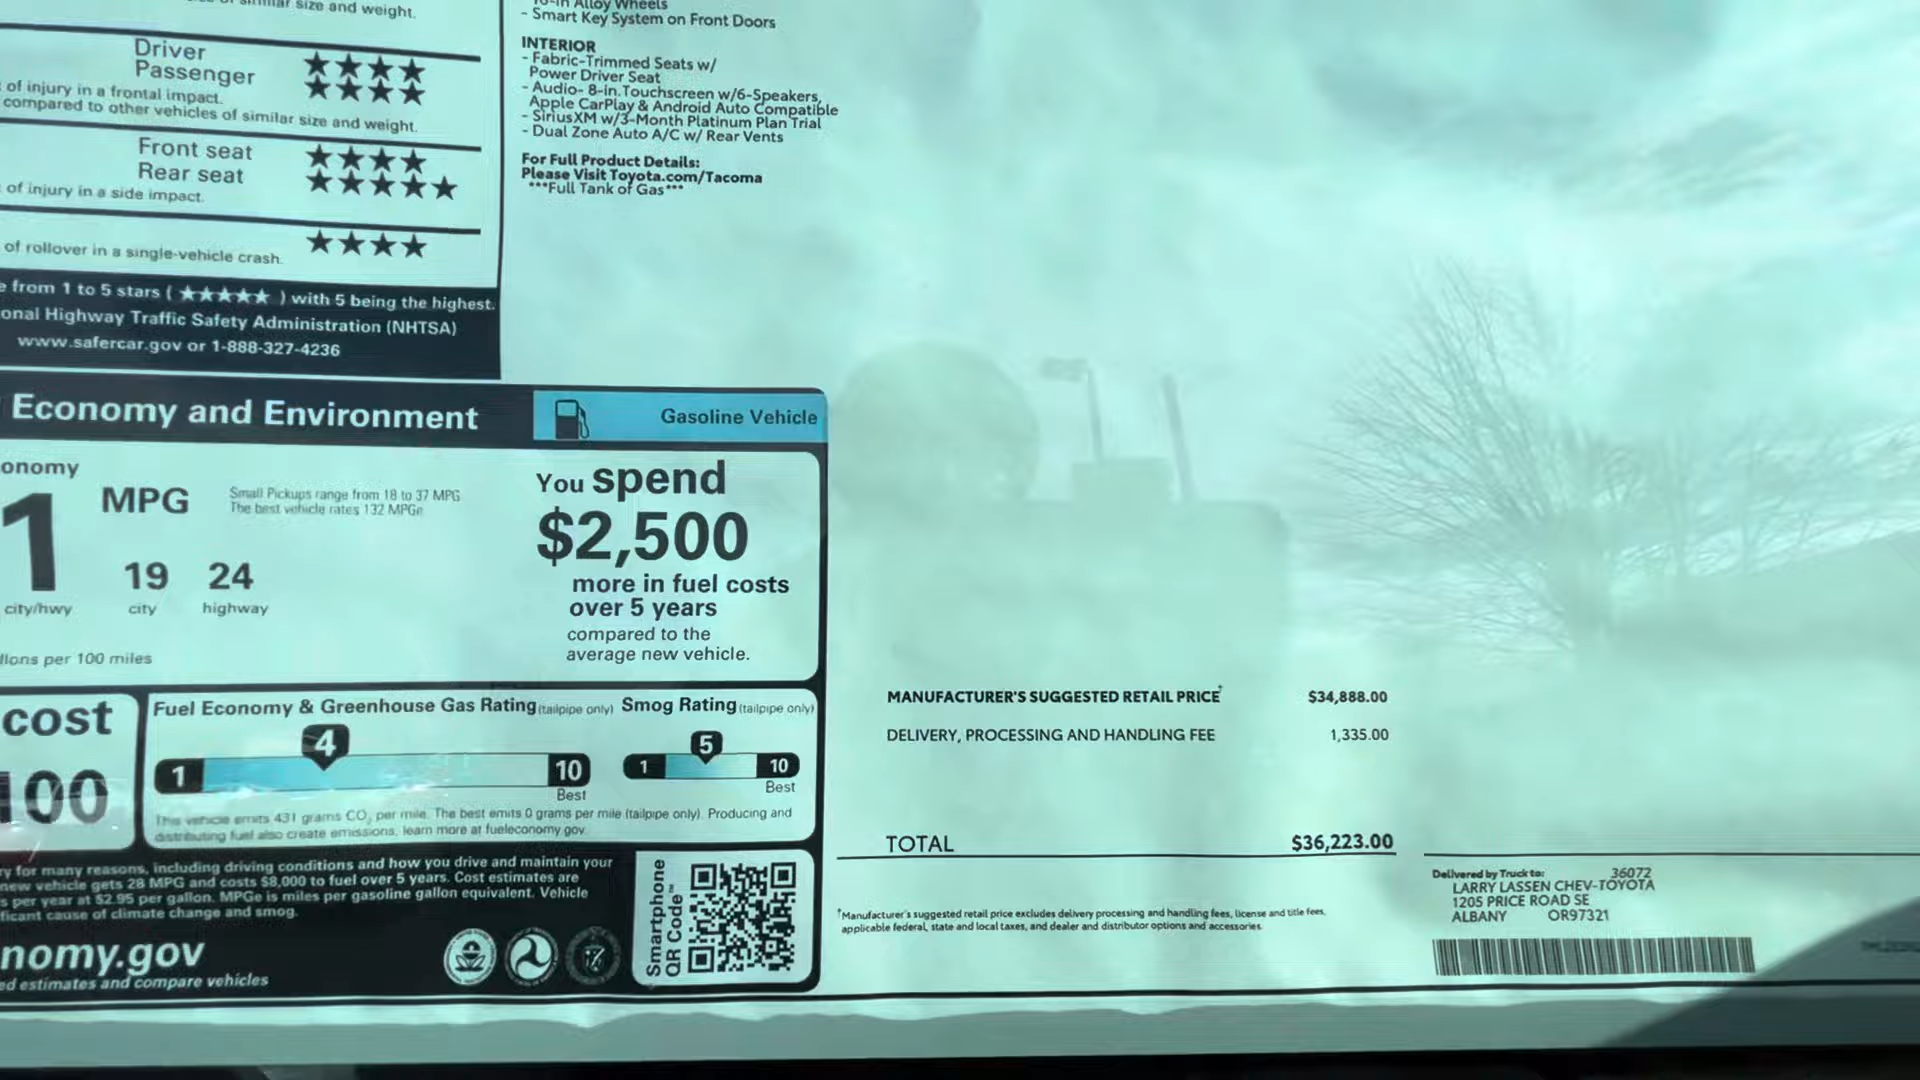 similar size and weight.
Driver
Passenger
of injury in a frontal impact.
compared to other vehicles of similar size and weight.
Front seat
Rear seat
of injury in a side impact.
of rollover in a single-vehicle crash.
from 1 to 5 stars (★★★★★) with 5 being the highest.
onal Highway Traffic Safety Administration (NHTSA)
www.safercar.gov or 1-888-327-4236
Alloy Wheels
- Smart Key System on Front Doors
INTERIOR
- Fabric-Trimmed Seats w/
Power Driver Seat
- Audio- 8-in.Touchscreen w/6-Speakers,
Apple CarPlay & Android Auto Compatible
- SiriusXM w/3-Month Platinum Plan Trial
- Dual Zone Auto A/C w/ Rear Vents
For Full Product Details:
Please Visit Toyota.com/Tacoma
***Full Tank of Gas***
Economy and Environment
Gasoline Vehicle
onomy
1 MPG
Small Pickups range from 18 to 37 MPG.
The best vehicle rates 132 MPGe.
19 24
city/hwy city highway
llons per 100 miles
You spend
$2,500
more in fuel costs
over 5 years
compared to the
average new vehicle.
cost
100
Fuel Economy & Greenhouse Gas Rating (tailpipe only)
4
1 10
Best
Smog Rating (tailpipe only)
5
1 10
Best
This vehicle emits 431 grams CO2 per mile. The best emits 0 grams per mile (tailpipe only). Producing and
distributing fuel also create emissions; learn more at fueleconomy.gov.
ry for many reasons, including driving conditions and how you drive and maintain your
new vehicle gets 28 MPG and costs $8,000 to fuel over 5 years. Cost estimates are
s per year at $2.95 per gallon. MPGe is miles per gasoline gallon equivalent. Vehicle
ficant cause of climate change and smog.
nomy.gov
ed estimates and compare vehicles
Smartphone
QR Code™
MANUFACTURER'S SUGGESTED RETAIL PRICE† $34,888.00
DELIVERY, PROCESSING AND HANDLING FEE 1,335.00
TOTAL $36,223.00
†Manufacturer's suggested retail price excludes delivery processing and handling fees, license and title fees,
applicable federal, state and local taxes, and dealer and distributor options and accessories.
Delivered by Truck to: 36072
LARRY LASSEN CHEV-TOYOTA
1205 PRICE ROAD SE
ALBANY OR97321